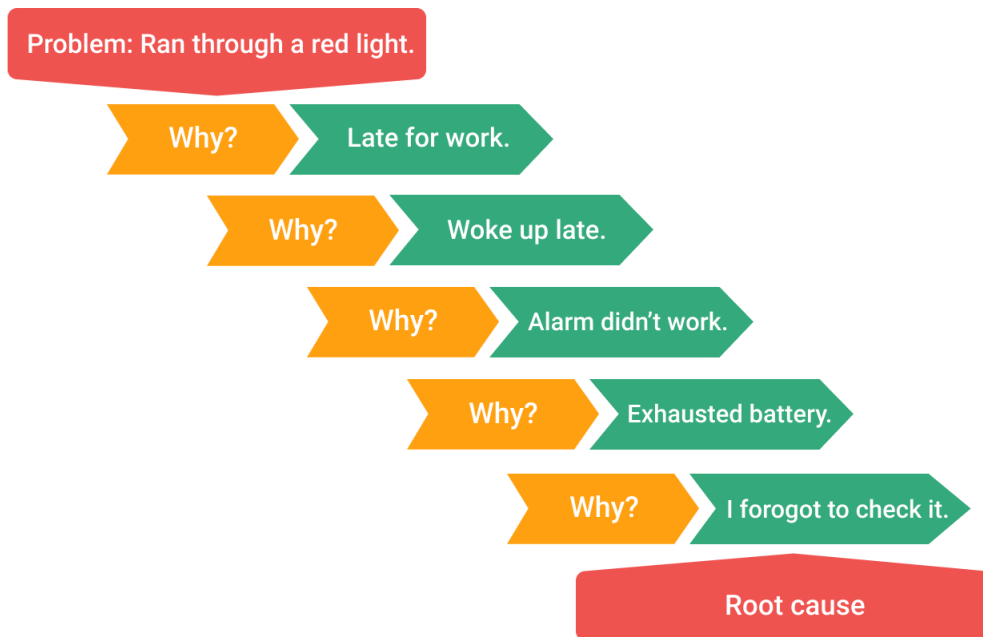 Problem: Ran through a red light.
Why? Late for work.
Why? Woke up late.
Why? Alarm didn't work.
Why? Exhausted battery.
Why? I forogot to check it.
Root cause